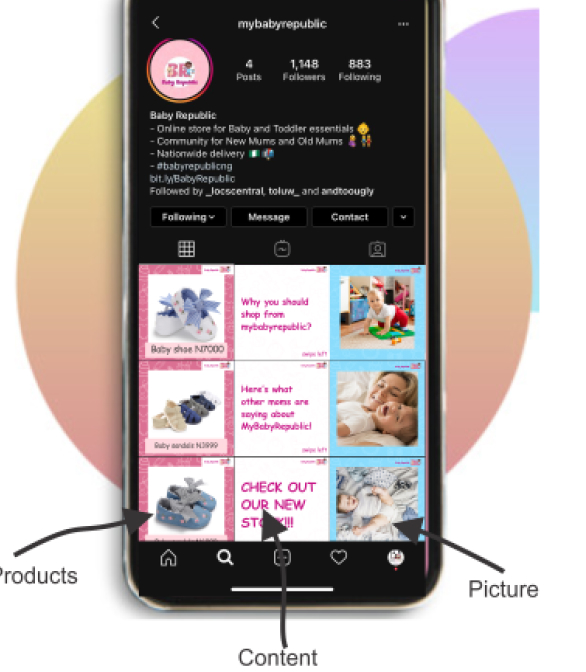 mybabyrepublic
BR
Baby Republic
4 1,148 883
Posts Followers Following
Baby Republic
- Online store for Baby and Toddler essentials 👶
- Community for New Mums and Old Mums
- Nationwide delivery 🇳🇬
- #babyrepublicng
bit.ly/BabyRepublic
Followed by _locscentral, toluw_ and andtoougly
Following Message Contact
Baby shoe N7000
Why you should
shop from
mybabyrepublic?
swipe left
Baby sandels N3999
Here's what
other moms are
saying about
MyBabyRepublic!
swipe left
CHECK OUT
OUR NEW
Products
Content
Picture